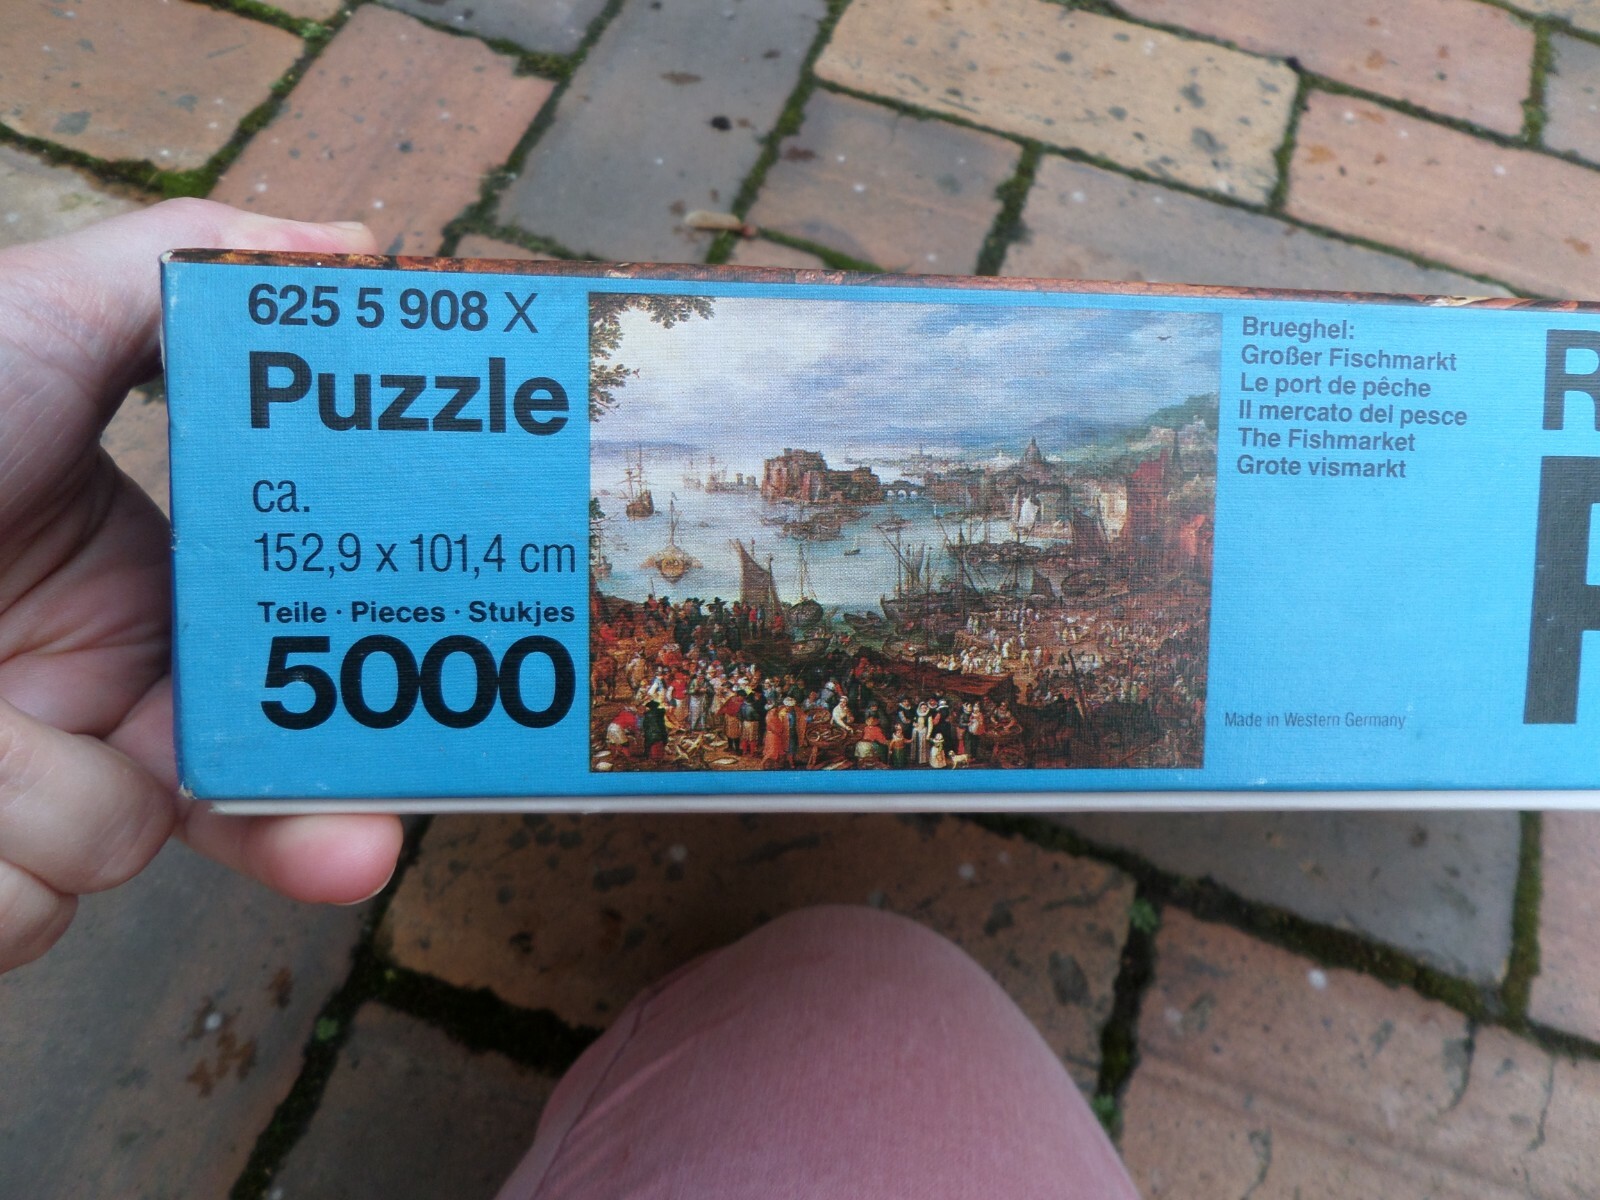 625 5 908 X
Puzzle
ca.
152,9 x 101,4 cm
Teile · Pieces · Stukjes
5000
Brueghel:
Großer Fischmarkt
Le port de pêche
Il mercato del pesce
The Fishmarket
Grote vismarkt
Made in Western Germany
R